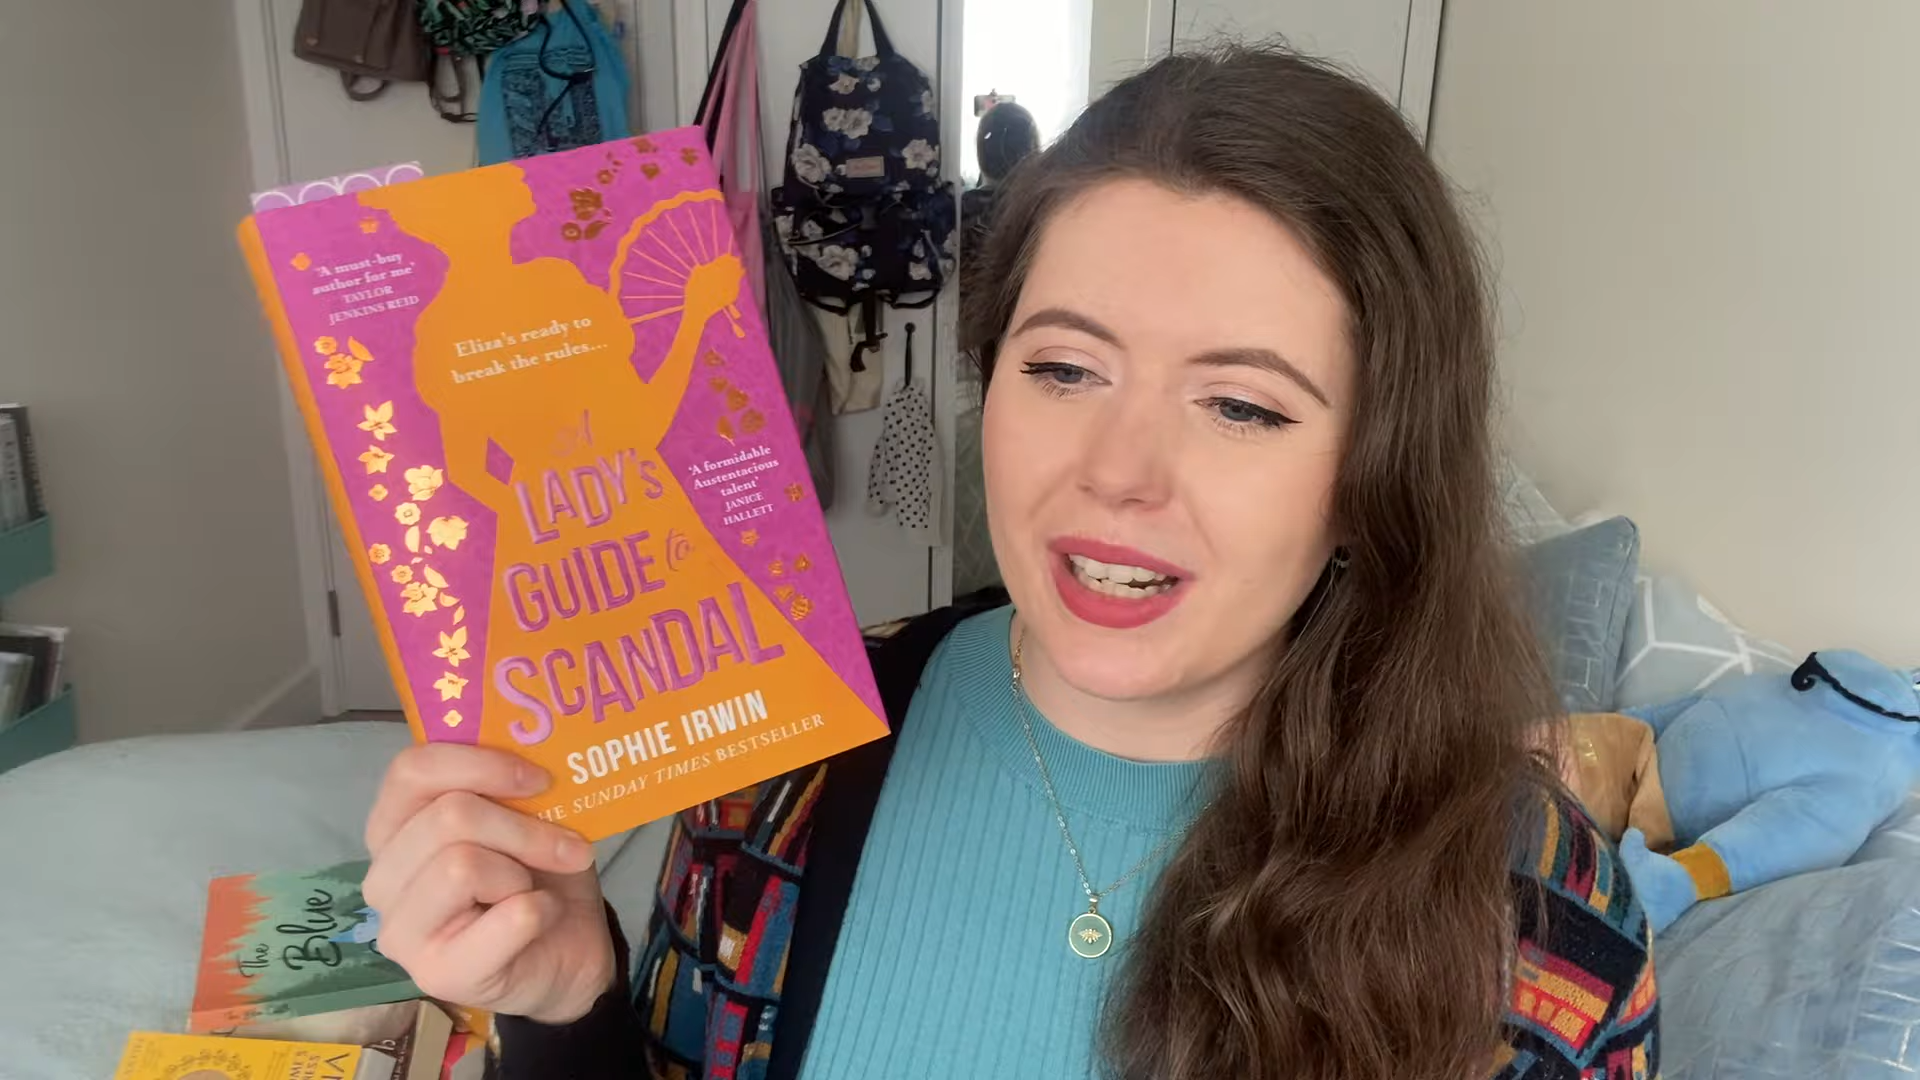 'A must-buy
author for me'
TAYLOR
JENKINS REID
Eliza's ready to
break the rules...
'A formidable
Austentacious
talent'
JANICE
HALLETT
A
LADY'S
GUIDE to
SCANDAL
SOPHIE IRWIN
THE SUNDAY TIMES BESTSELLER
The
Blue